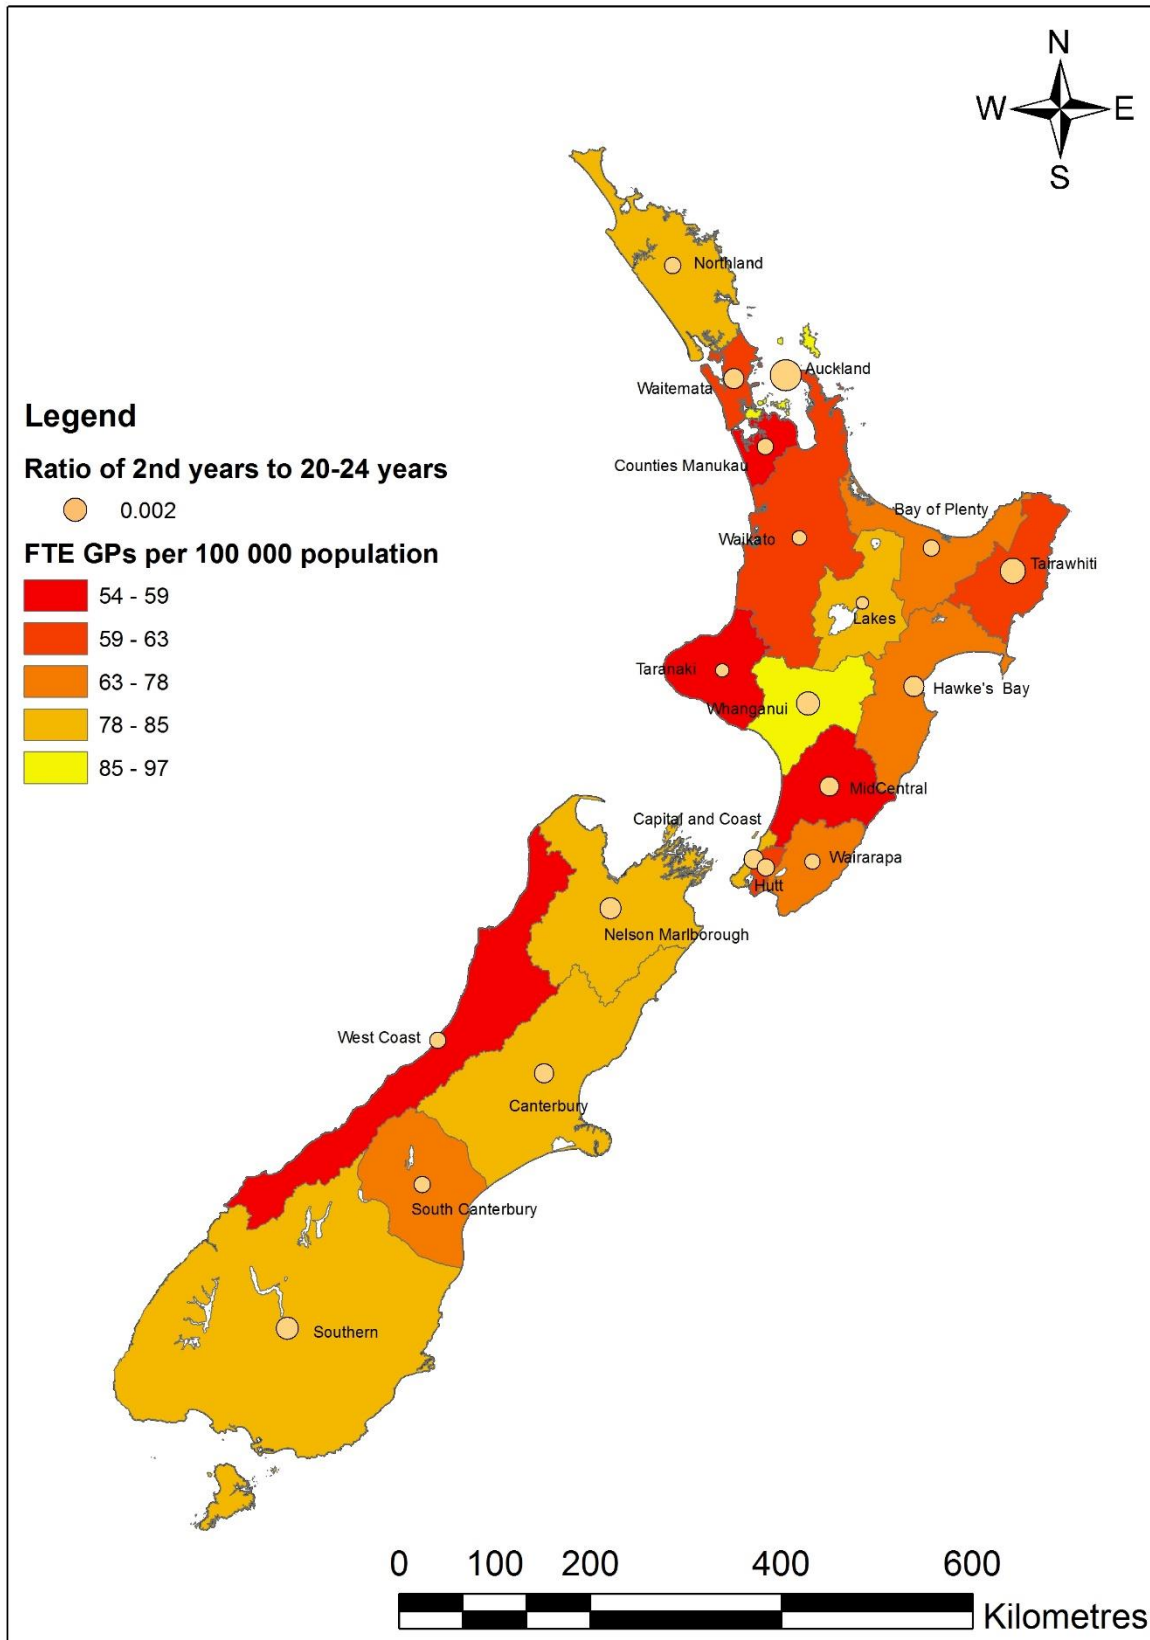 N
W E
S
Northland
Auckland
Waitemata
Legend
Ratio of 2nd years to 20-24 years
0.002
Counties Manukau
Bay of Plenty
FTE GPs per 100 000 population
Waikato
Tairawhiti
54 - 59
59 - 63
Lakes
63 - 78
Taranaki
Hawke's Bay
78 - 85
Whanganui
85 - 97
MidCentral
Capital and Coast
Wairarapa
Hutt
Nelson Marlborough
West Coast
Canterbury
South Canterbury
Southern
0 100 200 400 600
Kilometres